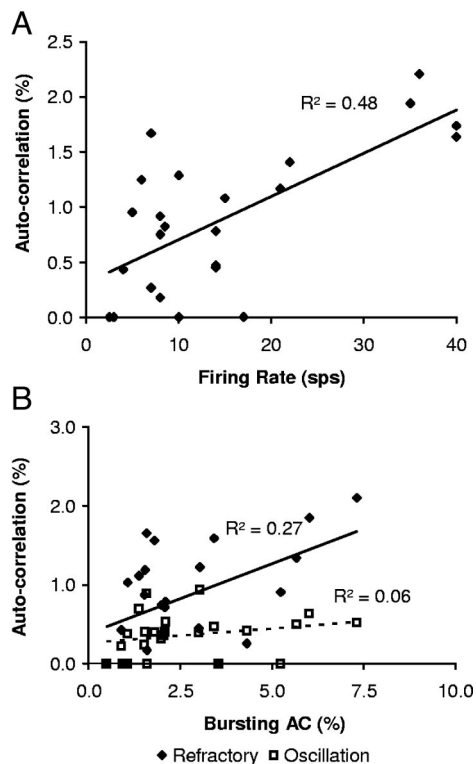 A
2.5
2.0
1.5
1.0
0.5
0.0
Auto-correlation (%)
R² = 0.48
0 10 20 30 40
Firing Rate (sps)
B
3.0
2.0
1.0
0.0
Auto-correlation (%)
R² = 0.27
R² = 0.06
0.0 2.5 5.0 7.5 10.0
Bursting AC (%)
Refractory Oscillation